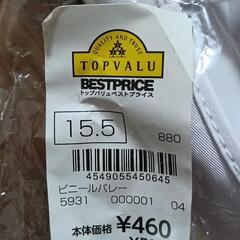 QUALITY AND TRUST
TOPVALU
BESTPRICE
トップバリュベストプライス
15.5
880
4549055450645
ビニールバレー
5931 000001 04
本体価格 ¥460